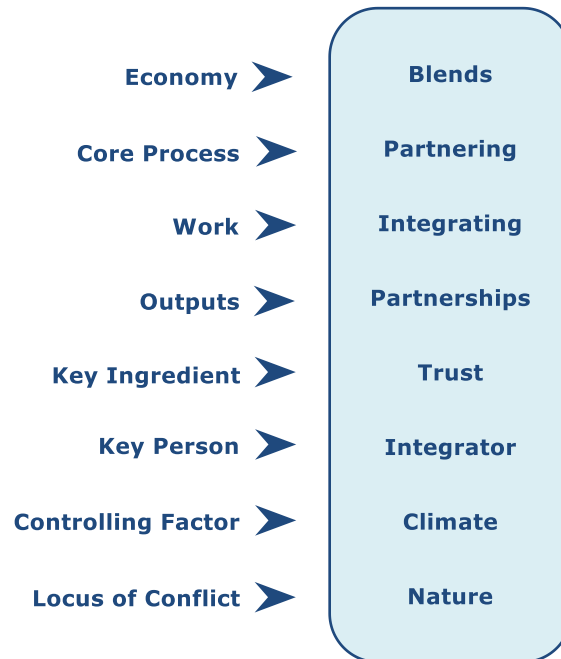 Economy Blends
Core Process Partnering
Work Integrating
Outputs Partnerships
Key Ingredient Trust
Key Person Integrator
Controlling Factor Climate
Locus of Conflict Nature